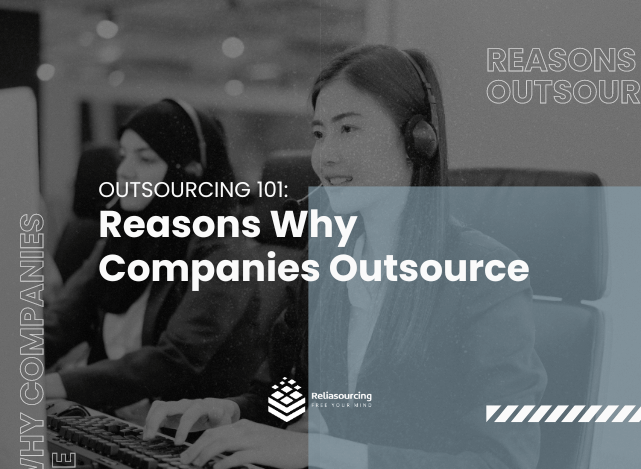 REASONS
OUTSOUR
OUTSOURCING 101:
Reasons Why
Companies Outsource
WHY COMPANIES
E
Reliasourcing
FREE YOUR MIND